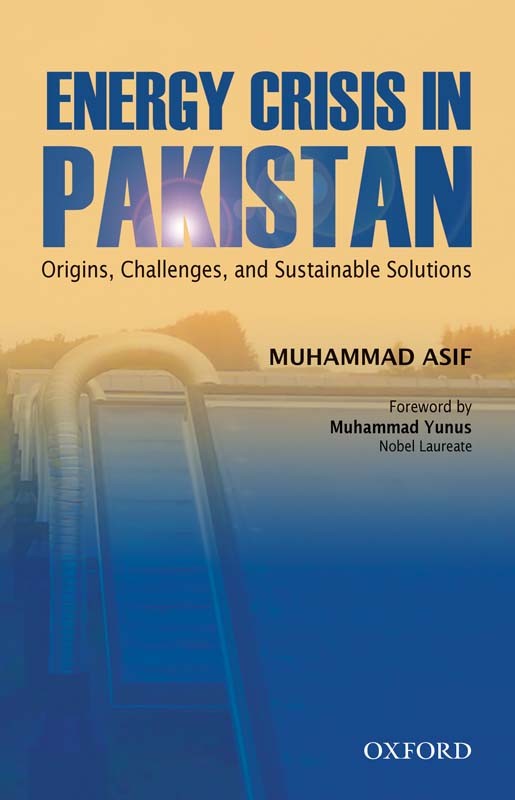 ENERGY CRISIS IN
PAKISTAN
Origins, Challenges, and Sustainable Solutions
MUHAMMAD ASIF
Foreword by
Muhammad Yunus
Nobel Laureate
OXFORD